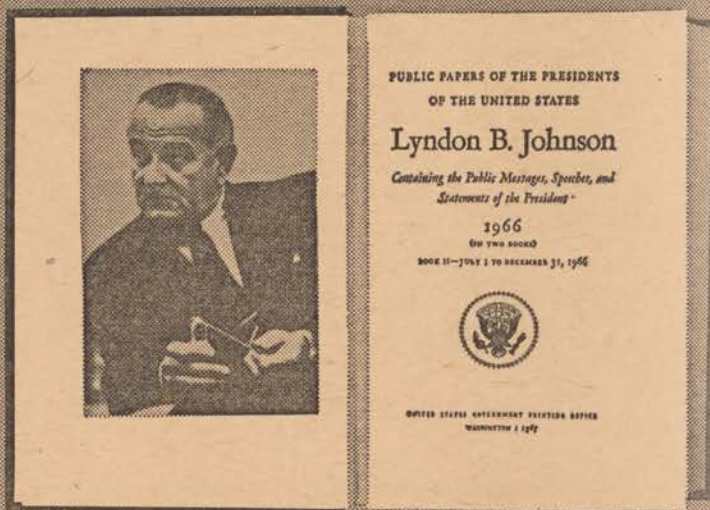 PUBLIC PAPERS OF THE PRESIDENTS
OF THE UNITED STATES
Lyndon B. Johnson
Containing the Public Messages, Speeches, and
Statements of the President
1966
(IN TWO BOOKS)
BOOK II—JULY 1 TO DECEMBER 31, 1966
UNITED STATES GOVERNMENT PRINTING OFFICE
WASHINGTON : 1967